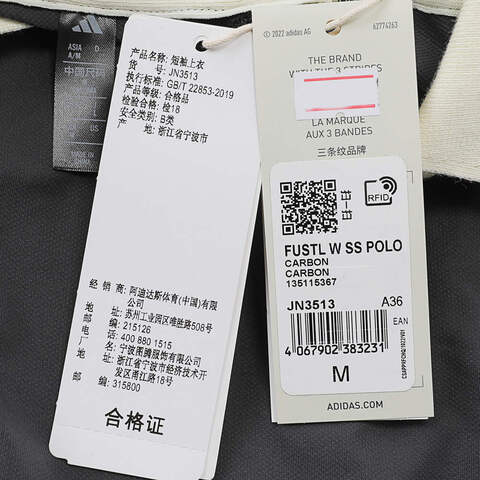 ASIA D
A/M
中国尺码
产品名称: 短袖上衣
货 号: JN3513
执行标准: GB/T 22853-2019
产品等级: 合格品
检验合格: 检18
安全类别: B类
产 地: 浙江省宁波市
经 销 商: 阿迪达斯体育(中国)有限公司
地 址: 苏州工业园区苏虹中路508号
邮 编: 215126
电 话: 400 880 1515
厂 名: 宁波图腾服饰有限公司
地 址: 浙江省宁波市经济技术开
发区甬江路18号
邮 编: 315800
合格证
© 2022 adidas AG
62774263
THE BRAND
WITH THE 3 STRIPES
LA MARQUE
AUX 3 BANDES
三条纹品牌
RFID
FUSTL W SS POLO
CARBON
CARBON
135115367
JN3513 A36
EAN
4 067902 383231
M
ADIDAS.COM